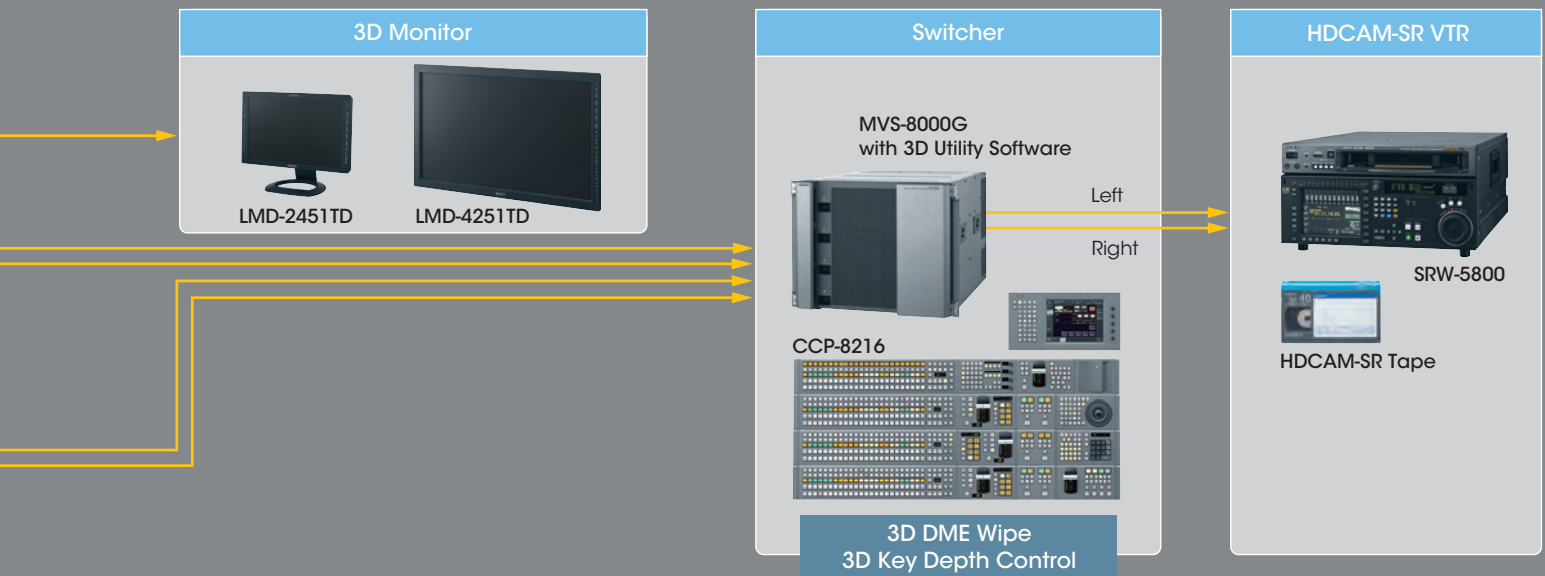 3D Monitor
LMD-2451TD
LMD-4251TD
Switcher
MVS-8000G
with 3D Utility Software
CCP-8216
3D DME Wipe
3D Key Depth Control
Left
Right
HDCAM-SR VTR
SRW-5800
HDCAM-SR Tape